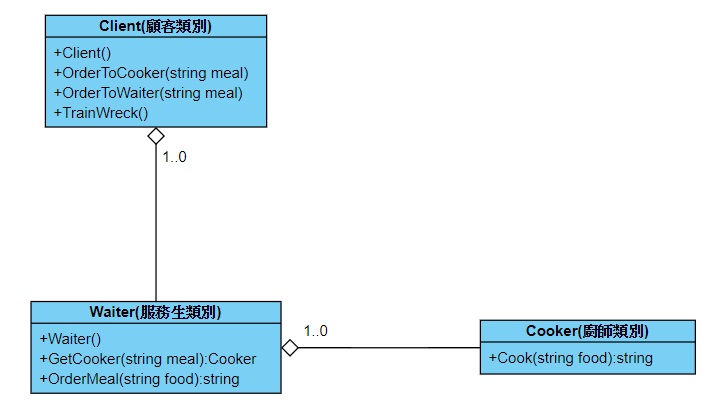 Client(顧客類別)
+Client()
+OrderToCooker(string meal)
+OrderToWaiter(string meal)
+TrainWreck()
1..0
Waiter(服務生類別)
+Waiter()
+GetCooker(string meal):Cooker
+OrderMeal(string food):string
1..0
Cooker(廚師類別)
+Cook(string food):string